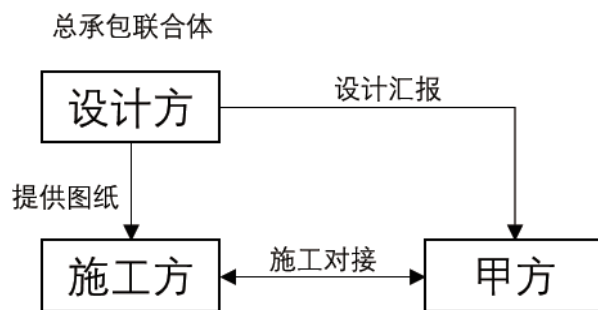 总承包联合体
设计方
设计汇报
提供图纸
施工方
施工对接
甲方